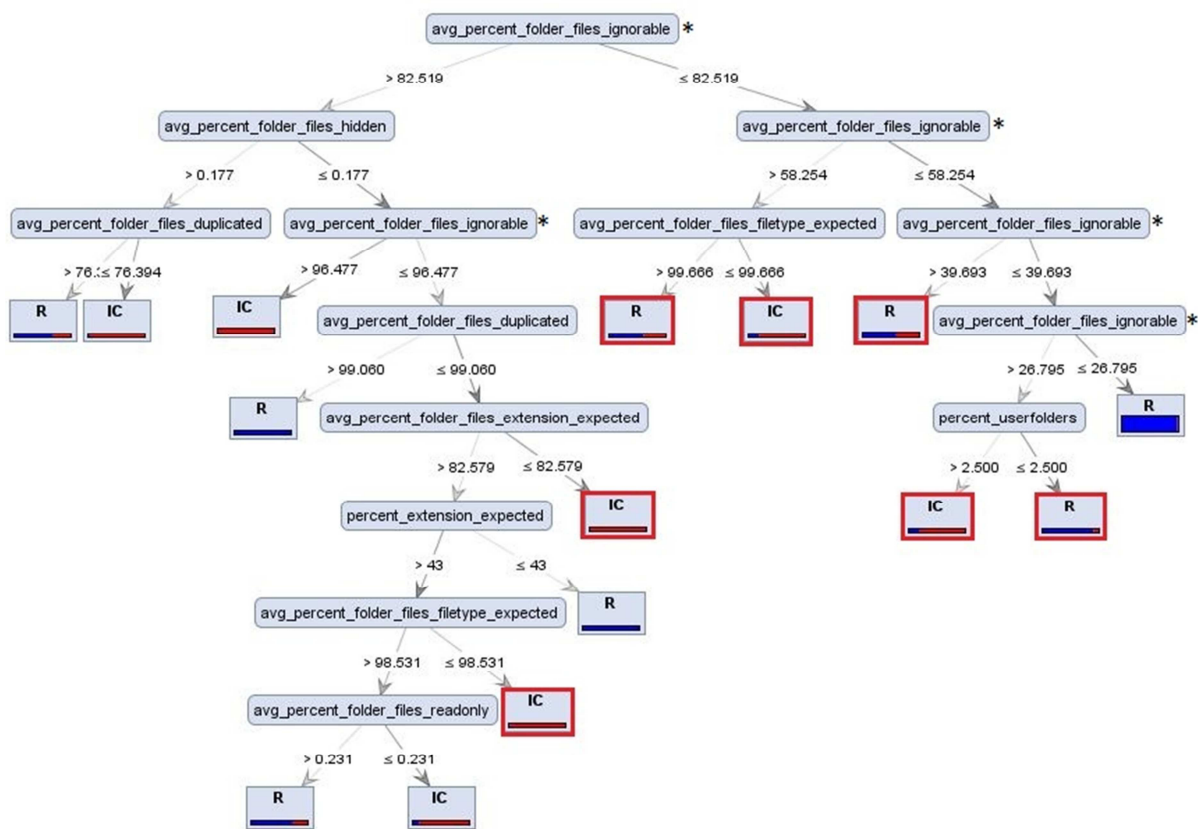 avg_percent_folder_files_ignorable *
> 82.519 ≤ 82.519
avg_percent_folder_files_hidden avg_percent_folder_files_ignorable *
> 0.177 ≤ 0.177 > 58.254 ≤ 58.254
avg_percent_folder_files_duplicated avg_percent_folder_files_ignorable * avg_percent_folder_files_filetype_expected avg_percent_folder_files_ignorable *
≤ 76.394 > 96.477 ≤ 96.477 > 99.666 ≤ 99.666 > 39.693 ≤ 39.693
R IC IC avg_percent_folder_files_duplicated R IC R avg_percent_folder_files_ignorable *
> 99.060 ≤ 99.060 > 26.795 ≤ 26.795
R avg_percent_folder_files_extension_expected percent_userfolders R
> 82.579 ≤ 82.579 > 2.500 ≤ 2.500
percent_extension_expected IC IC R
> 43 ≤ 43
avg_percent_folder_files_filetype_expected R
> 98.531 ≤ 98.531
avg_percent_folder_files_readonly IC
> 0.231 ≤ 0.231
R IC